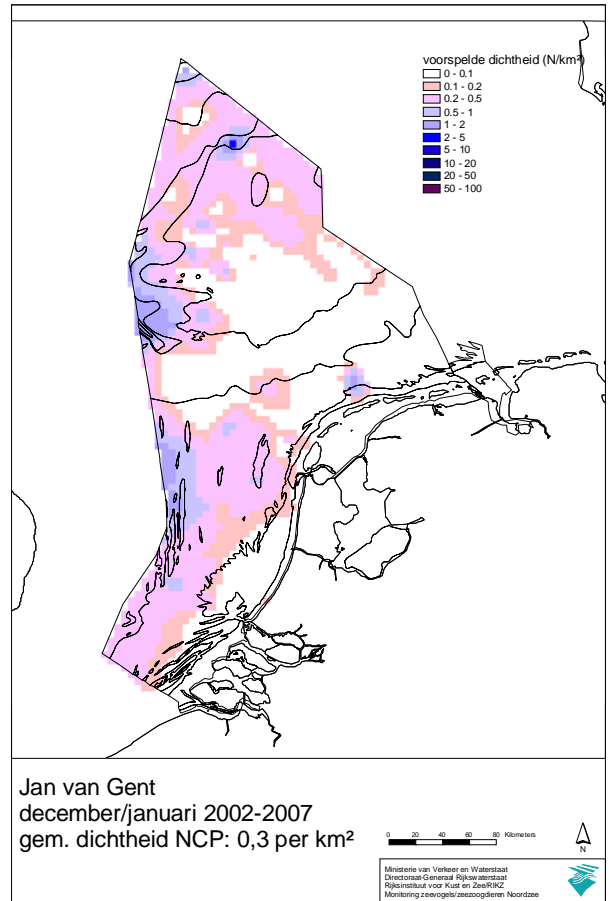 voorspelde dichtheid (N/km²)
0 - 0.1
0.1 - 0.2
0.2 - 0.5
0.5 - 1
1 - 2
2 - 5
5 - 10
10 - 20
20 - 50
50 - 100
Jan van Gent
december/januari 2002-2007
gem. dichtheid NCP: 0,3 per km²
0 20 40 60 80 Kilometers
N
Ministerie van Verkeer en Waterstaat
Directoraat-Generaal Rijkswaterstaat
Rijksinstituut voor Kust en Zee/RIKZ
Monitoring zeevogels/zeezoogdieren Noordzee